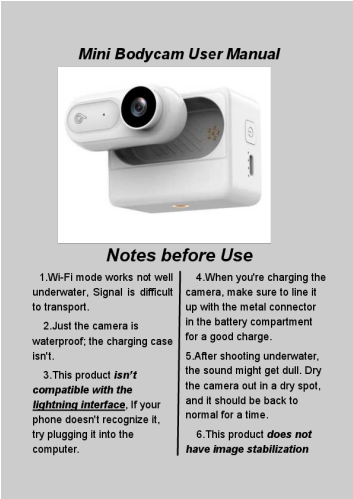 Mini Bodycam User Manual
Notes before Use
1.Wi-Fi mode works not well
underwater, Signal is difficult
to transport.
2.Just the camera is
waterproof; the charging case
isn't.
3.This product isn't
compatible with the
lightning interface, If your
phone doesn't recognize it,
try plugging it into the
computer.
4.When you're charging the
camera, make sure to line it
up with the metal connector
in the battery compartment
for a good charge.
5.After shooting underwater,
the sound might get dull. Dry
the camera out in a dry spot,
and it should be back to
normal for a time.
6.This product does not
have image stabilization